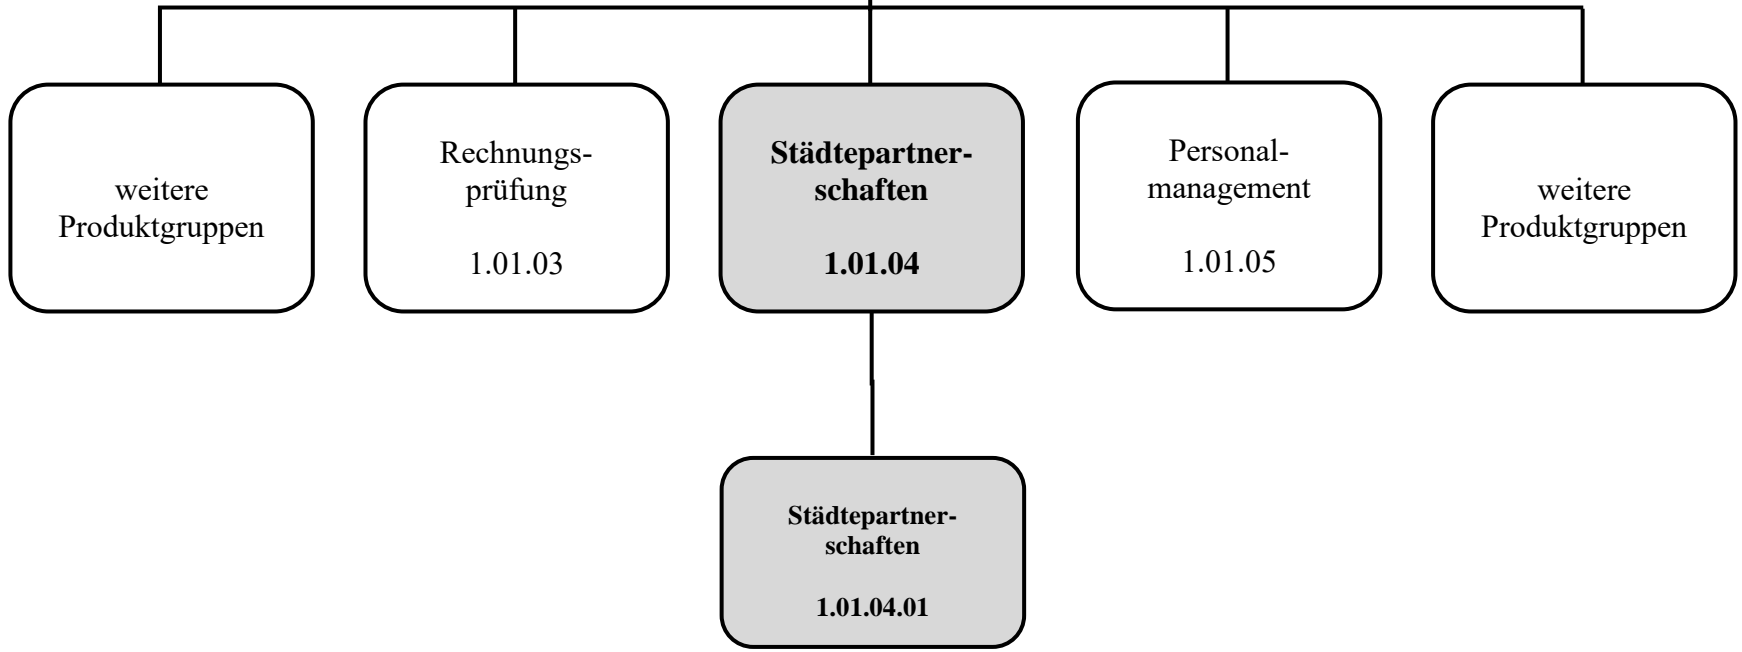 weitere
Produktgruppen
Rechnungs-
prüfung
1.01.03
Städtepartner-
schaften
1.01.04
Personal-
management
1.01.05
weitere
Produktgruppen
Städtepartner-
schaften
1.01.04.01